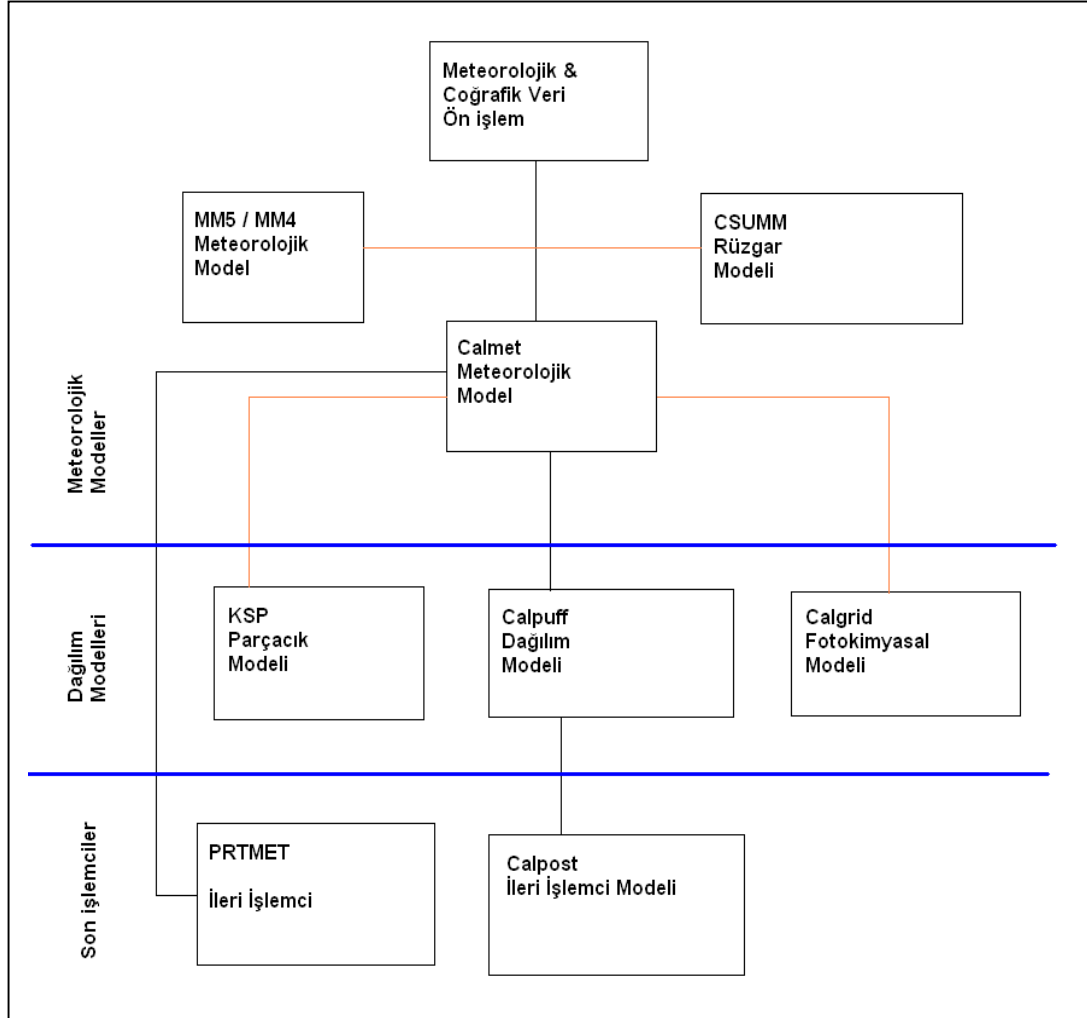 Meteorolojik &
Coğrafik Veri
Ön işlem
MM5 / MM4
Meteorolojik
Model
CSUMM
Rüzgar
Modeli
Calmet
Meteorolojik
Model
Meteorolojik
Modeller
KSP
Parçacık
Modeli
Calpuff
Dağılım
Modeli
Calgrid
Fotokimyasal
Modeli
Dağılım
Modelleri
PRTMET
İleri İşlemci
Calpost
İleri İşlemci Modeli
Son işlemciler